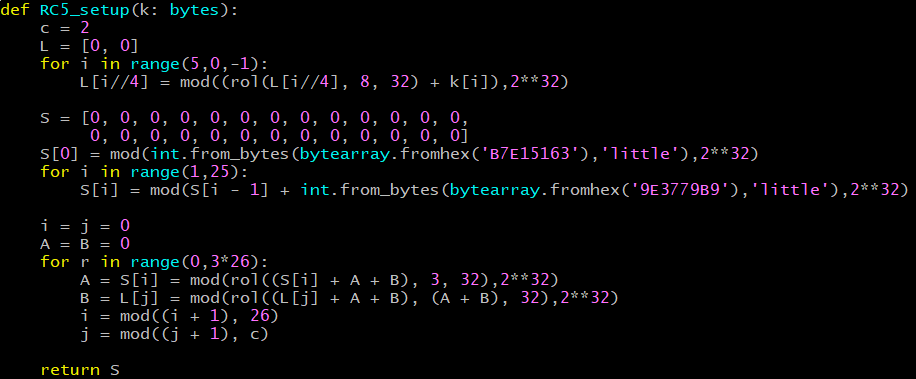 def RC5_setup(k: bytes):
    c = 2
    L = [0, 0]
    for i in range(5,0,-1):
        L[i//4] = mod((rol(L[i//4], 8, 32) + k[i]),2**32)

    S = [0, 0, 0, 0, 0, 0, 0, 0, 0, 0, 0, 0, 0,
         0, 0, 0, 0, 0, 0, 0, 0, 0, 0, 0, 0, 0]
    S[0] = mod(int.from_bytes(bytearray.fromhex('B7E15163'),'little'),2**32)
    for i in range(1,25):
        S[i] = mod(S[i - 1] + int.from_bytes(bytearray.fromhex('9E3779B9'),'little'),2**32)

    i = j = 0
    A = B = 0
    for r in range(0,3*26):
        A = S[i] = mod(rol((S[i] + A + B), 3, 32),2**32)
        B = L[j] = mod(rol((L[j] + A + B), (A + B), 32),2**32)
        i = mod((i + 1), 26)
        j = mod((j + 1), c)

    return S